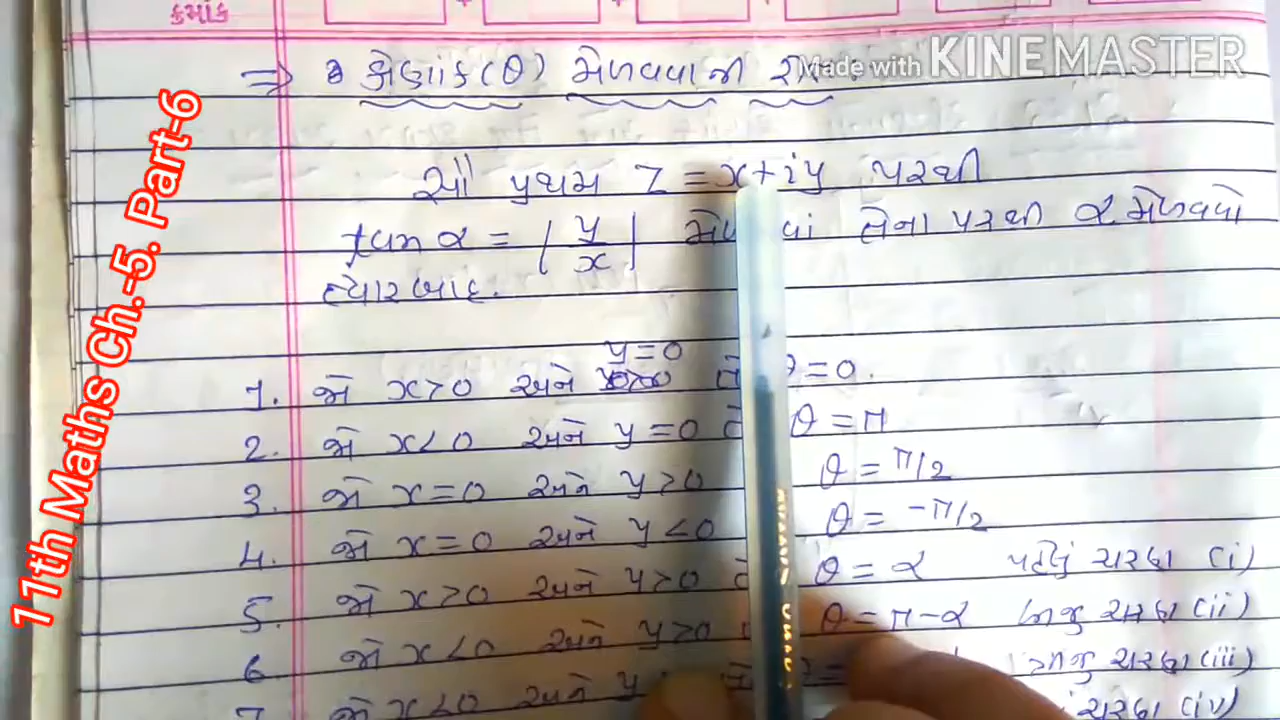 ક્રમાંક
Made with KINEMASTER
11th Maths Ch.-5. Part-6
⇒ કોણાંક (θ) મેળવવાની
સૌ પ્રથમ Z = x+iy પરથી
tan α = |y/x| તેના પરથી α મેળવવો
ત્યારબાદ.
y=0
1. જો x>0 અને θ=0.
2. જો x<0 અને y=0 θ=π
3. જો x=0 અને y>0 θ = π/2
4. જો x=0 અને y<0 θ = -π/2
5. જો x>0 અને y>0 θ = α પહેલું ચરણ (i)
6 જો x<0 અને y>0 θ = π-α બીજુ ચરણ (ii)
7. જો x<0 અને y ચરણ (iii)
ચરણ (iv)